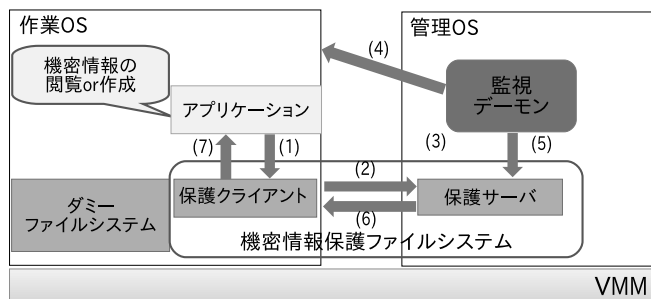 作業OS
管理OS
機密情報の
閲覧or作成
(4)
監視
デーモン
アプリケーション
(7)
(1)
(3)
(5)
(2)
保護クライアント
保護サーバ
ダミー
ファイルシステム
(6)
機密情報保護ファイルシステム
VMM